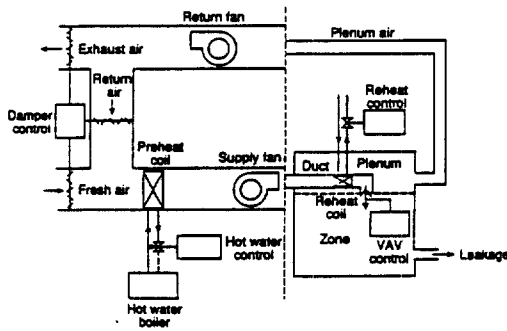 Return fan
Plenum air
Exhaust air
Return
air
Reheat
control
Damper
control
Preheat
coil
Supply fan
Duct
Plenum
Fresh air
Reheat
coil
Zone
VAV
control
Leakage
Hot water
control
Hot water
boiler